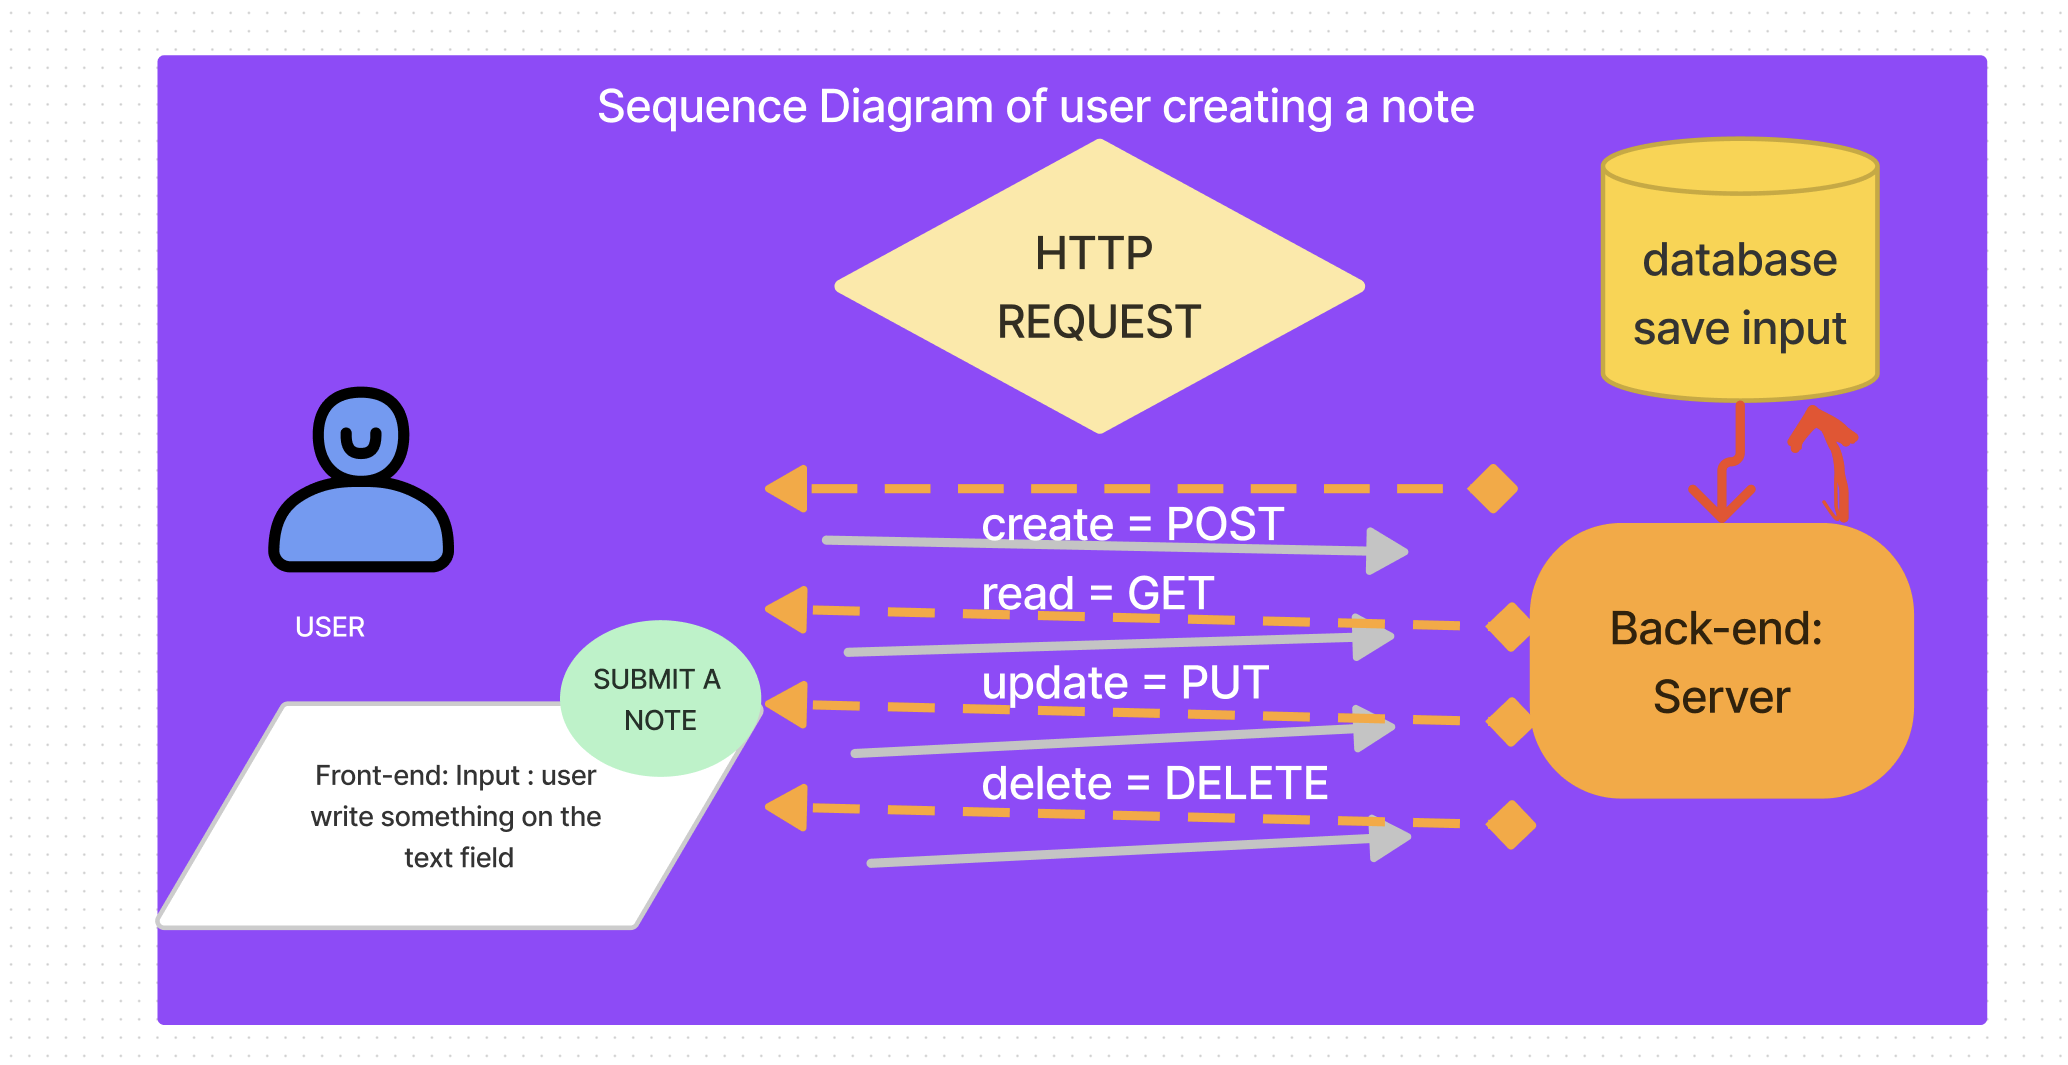 Sequence Diagram of user creating a note
HTTP
REQUEST
database
save input
create = POST
read = GET
update = PUT
delete = DELETE
Back-end:
Server
USER
SUBMIT A
NOTE
Front-end: Input : user
write something on the
text field